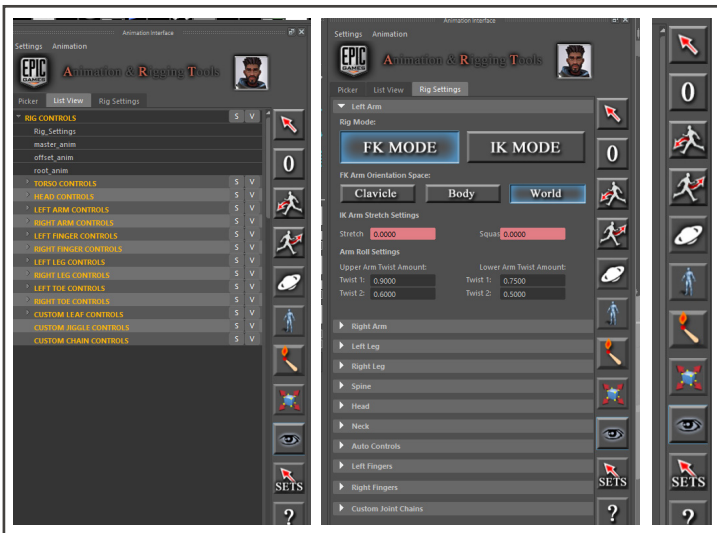 Animation Interface
Settings Animation
EPIC GAMES
Animation & Rigging Tools
Picker List View Rig Settings
RIG CONTROLS S V
Rig_Settings
master_anim
offset_anim
root_anim
TORSO CONTROLS S V
HEAD CONTROLS S V
LEFT ARM CONTROLS S V
RIGHT ARM CONTROLS S V
LEFT FINGER CONTROLS S V
RIGHT FINGER CONTROLS S V
LEFT LEG CONTROLS S V
RIGHT LEG CONTROLS S V
LEFT TOE CONTROLS S V
RIGHT TOE CONTROLS S V
CUSTOM LEAF CONTROLS S V
CUSTOM JIGGLE CONTROLS S V
CUSTOM CHAIN CONTROLS S V
0
SETS
?
Animation Interface
Settings Animation
EPIC GAMES
Animation & Rigging Tools
Picker List View Rig Settings
Left Arm
Rig Mode:
FK MODE IK MODE
FK Arm Orientation Space:
Clavicle Body World
IK Arm Stretch Settings
Stretch 0.0000 Squas 0.0000
Arm Roll Settings
Upper Arm Twist Amount: Lower Arm Twist Amount:
Twist 1: 0.9000 Twist 1: 0.7500
Twist 2: 0.6000 Twist 2: 0.5000
Right Arm
Left Leg
Right Leg
Spine
Head
Neck
Auto Controls
Left Fingers
Right Fingers
Custom Joint Chains
0
SETS
?
0
SETS
?